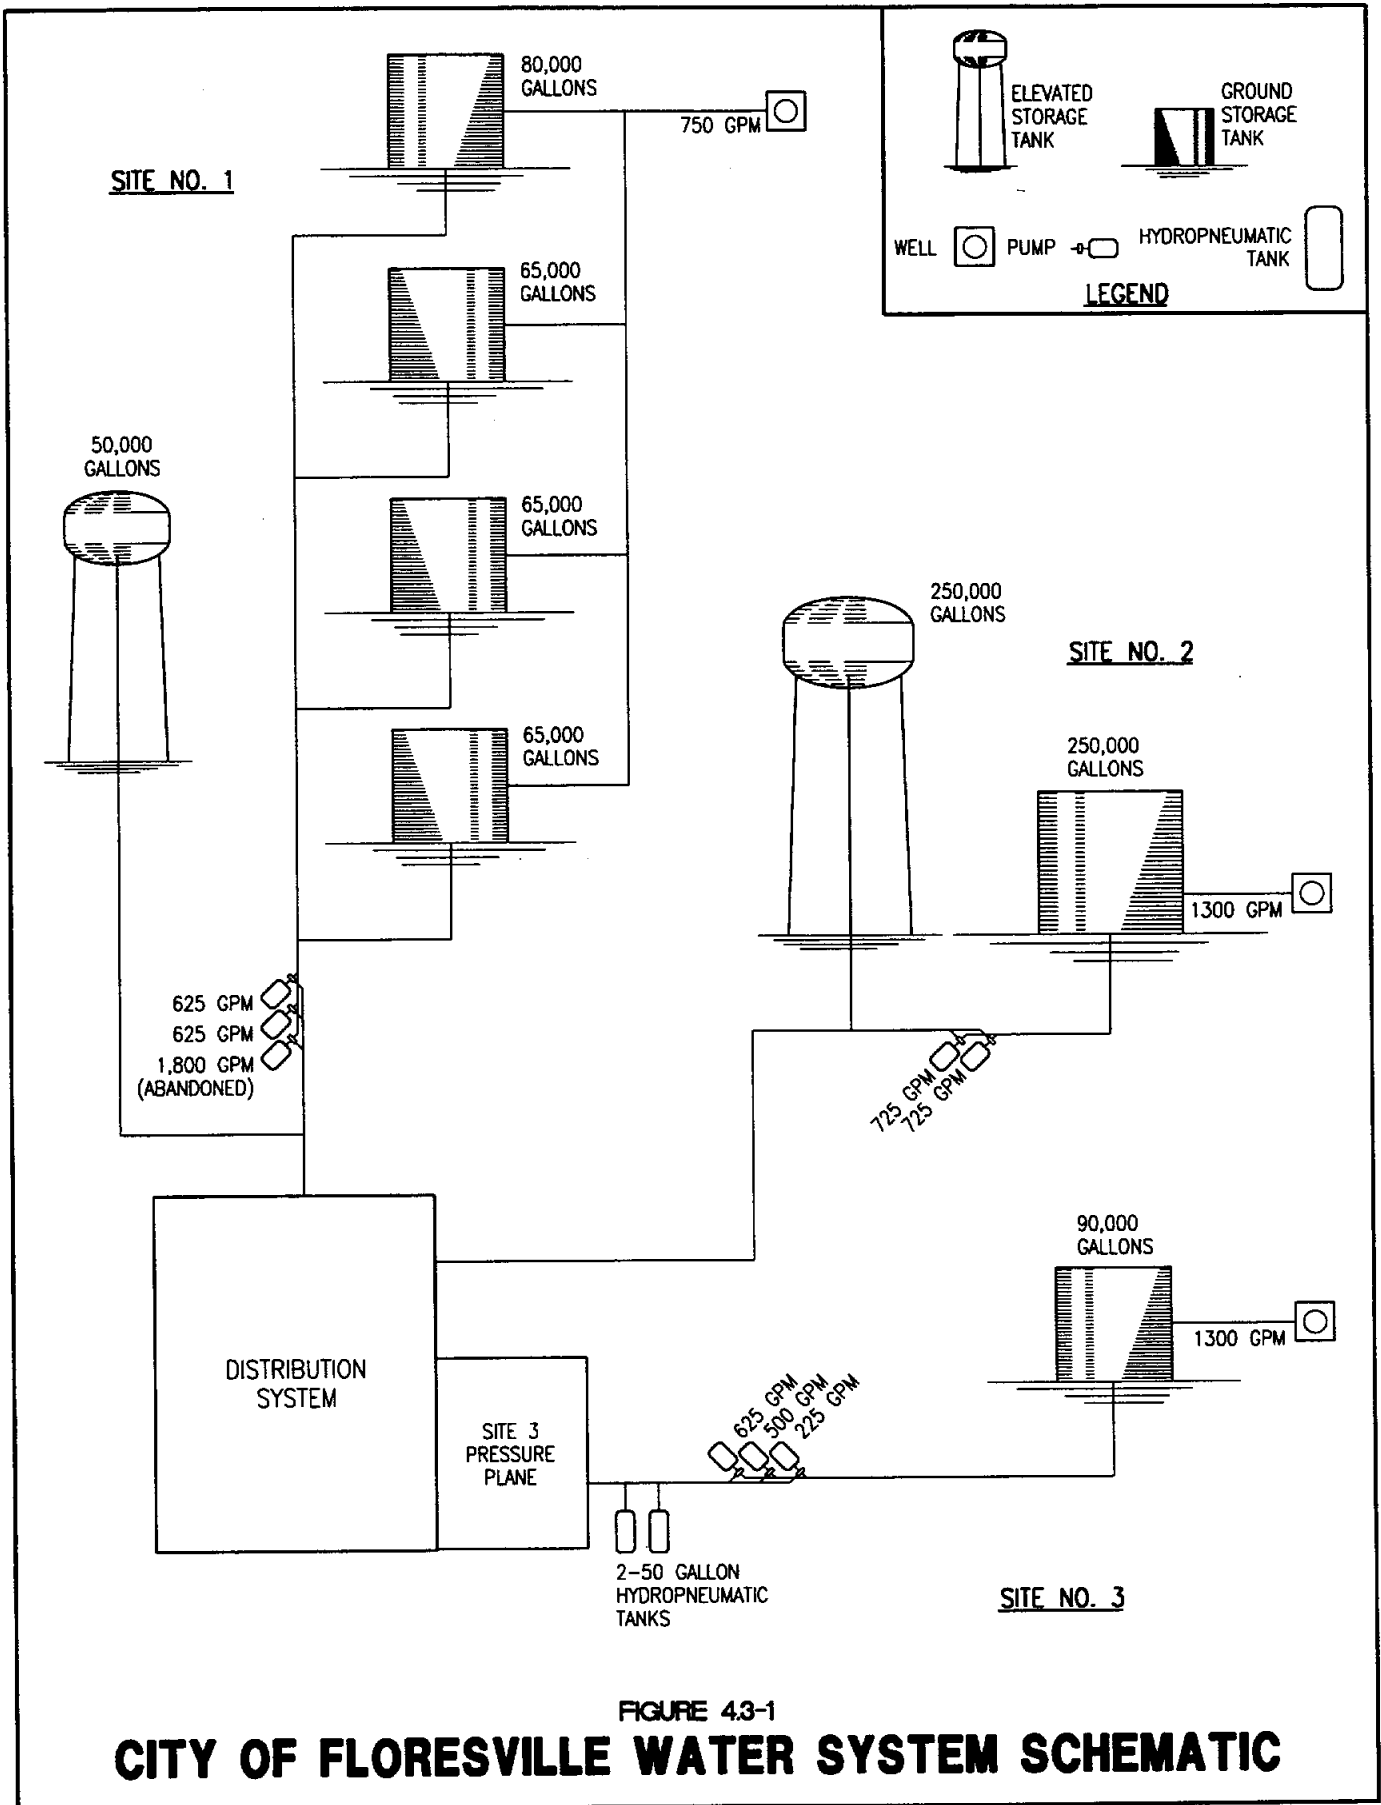 80,000
GALLONS
750 GPM
SITE NO. 1
ELEVATED
STORAGE
TANK
GROUND
STORAGE
TANK
WELL
PUMP
HYDROPNEUMATIC
TANK
LEGEND
65,000
GALLONS
50,000
GALLONS
65,000
GALLONS
65,000
GALLONS
250,000
GALLONS
SITE NO. 2
250,000
GALLONS
1300 GPM
625 GPM
625 GPM
1,800 GPM
(ABANDONED)
725 GPM
725 GPM
90,000
GALLONS
1300 GPM
DISTRIBUTION
SYSTEM
SITE 3
PRESSURE
PLANE
625 GPM
500 GPM
225 GPM
2-50 GALLON
HYDROPNEUMATIC
TANKS
SITE NO. 3
FIGURE 4.3-1
CITY OF FLORESVILLE WATER SYSTEM SCHEMATIC